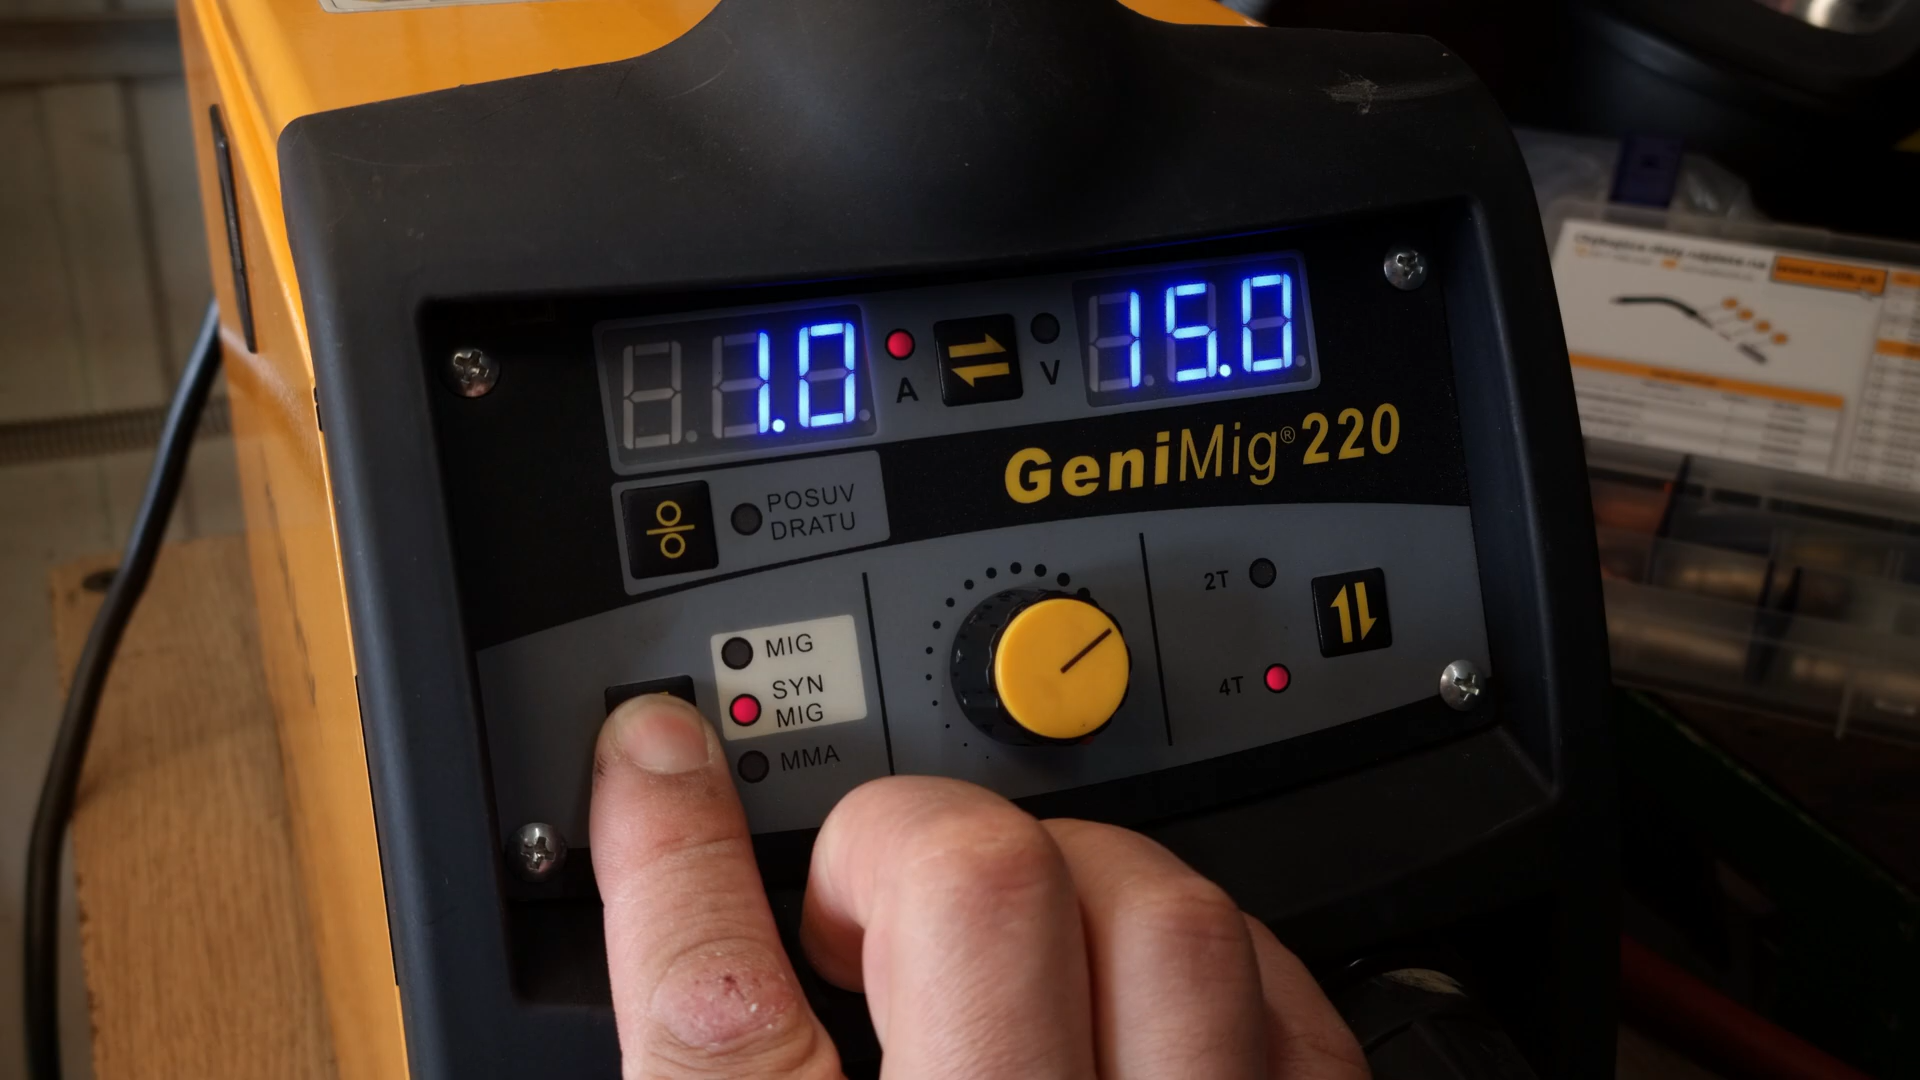 1.0
A
V
15.0
GeniMig®220
POSUV
DRATU
MIG
SYN
MIG
MMA
2T
4T